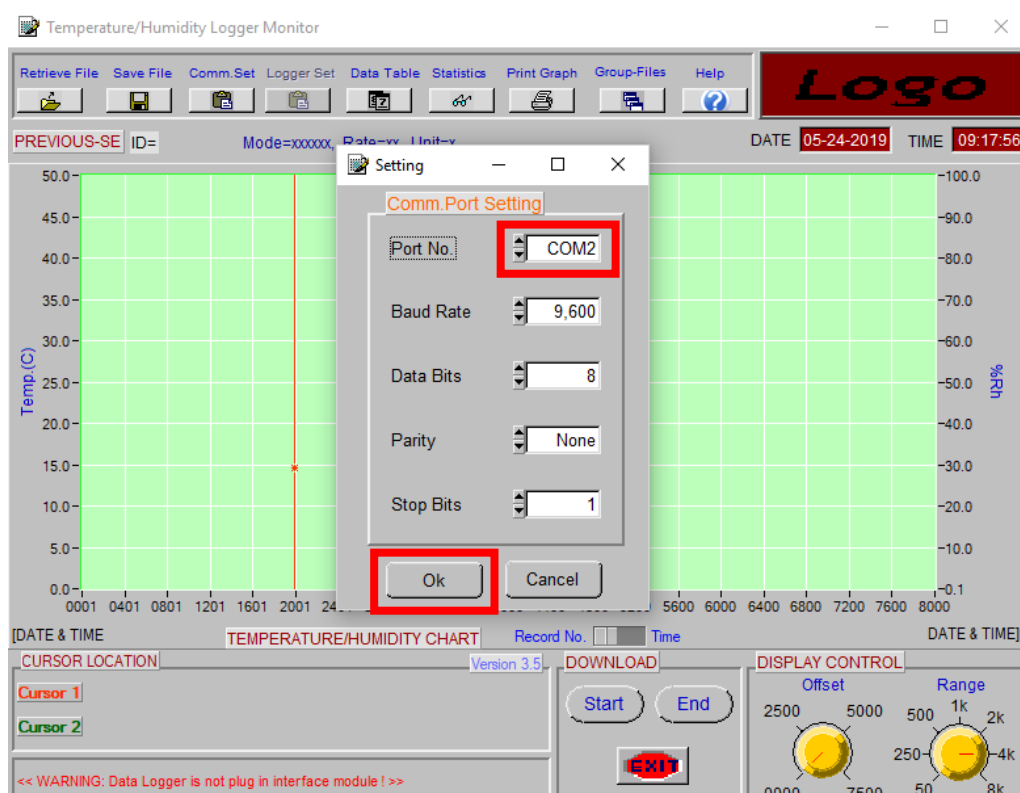 Temperature/Humidity Logger Monitor
Retrieve File Save File Comm.Set Logger Set Data Table Statistics Print Graph Group-Files Help
Logo
PREVIOUS-SE ID= Mode=xxxxxx, Rate=xx Unit=x DATE 05-24-2019 TIME 09:17:56
Setting
Comm.Port Setting
Port No. COM2
Baud Rate 9,600
Data Bits 8
Parity None
Stop Bits 1
Ok Cancel
Temp.(C)
50.0
45.0
40.0
35.0
30.0
25.0
20.0
15.0
10.0
5.0
0.0
100.0
90.0
80.0
70.0
60.0
50.0
40.0
30.0
20.0
10.0
0.1
%Rh
0001 0401 0801 1201 1601 2001 5600 6000 6400 6800 7200 7600 8000
[DATE & TIME TEMPERATURE/HUMIDITY CHART Record No. Time DATE & TIME]
CURSOR LOCATION Version 3.5
Cursor 1
Cursor 2
<< WARNING: Data Logger is not plug in interface module ! >>
DOWNLOAD
Start End
EXIT
DISPLAY CONTROL
Offset Range
2500 5000 500 1k 2k
250 4k
9000 7500 50 8k